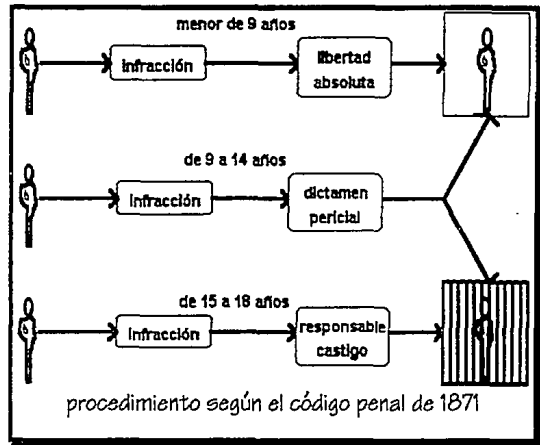 menor de 9 años
infracción
libertad
absoluta
de 9 a 14 años
infracción
dictamen
pericial
de 15 a 18 años
infracción
responsable
castigo
procedimiento según el código penal de 1871